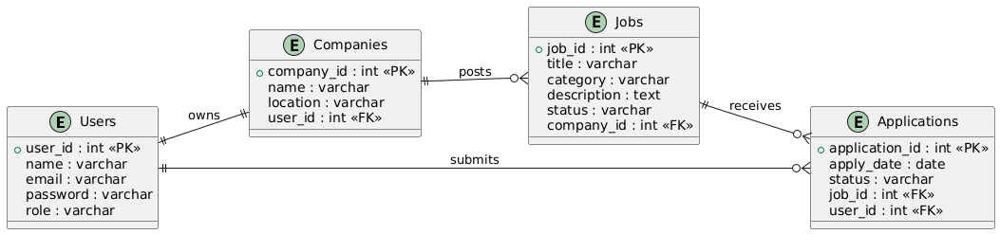 E Users
user_id : int «PK»
name : varchar
email : varchar
password : varchar
role : varchar
owns
E Companies
company_id : int «PK»
name : varchar
location : varchar
user_id : int «FK»
posts
E Jobs
job_id : int «PK»
title : varchar
category : varchar
description : text
status : varchar
company_id : int «FK»
receives
submits
E Applications
application_id : int «PK»
apply_date : date
status : varchar
job_id : int «FK»
user_id : int «FK»